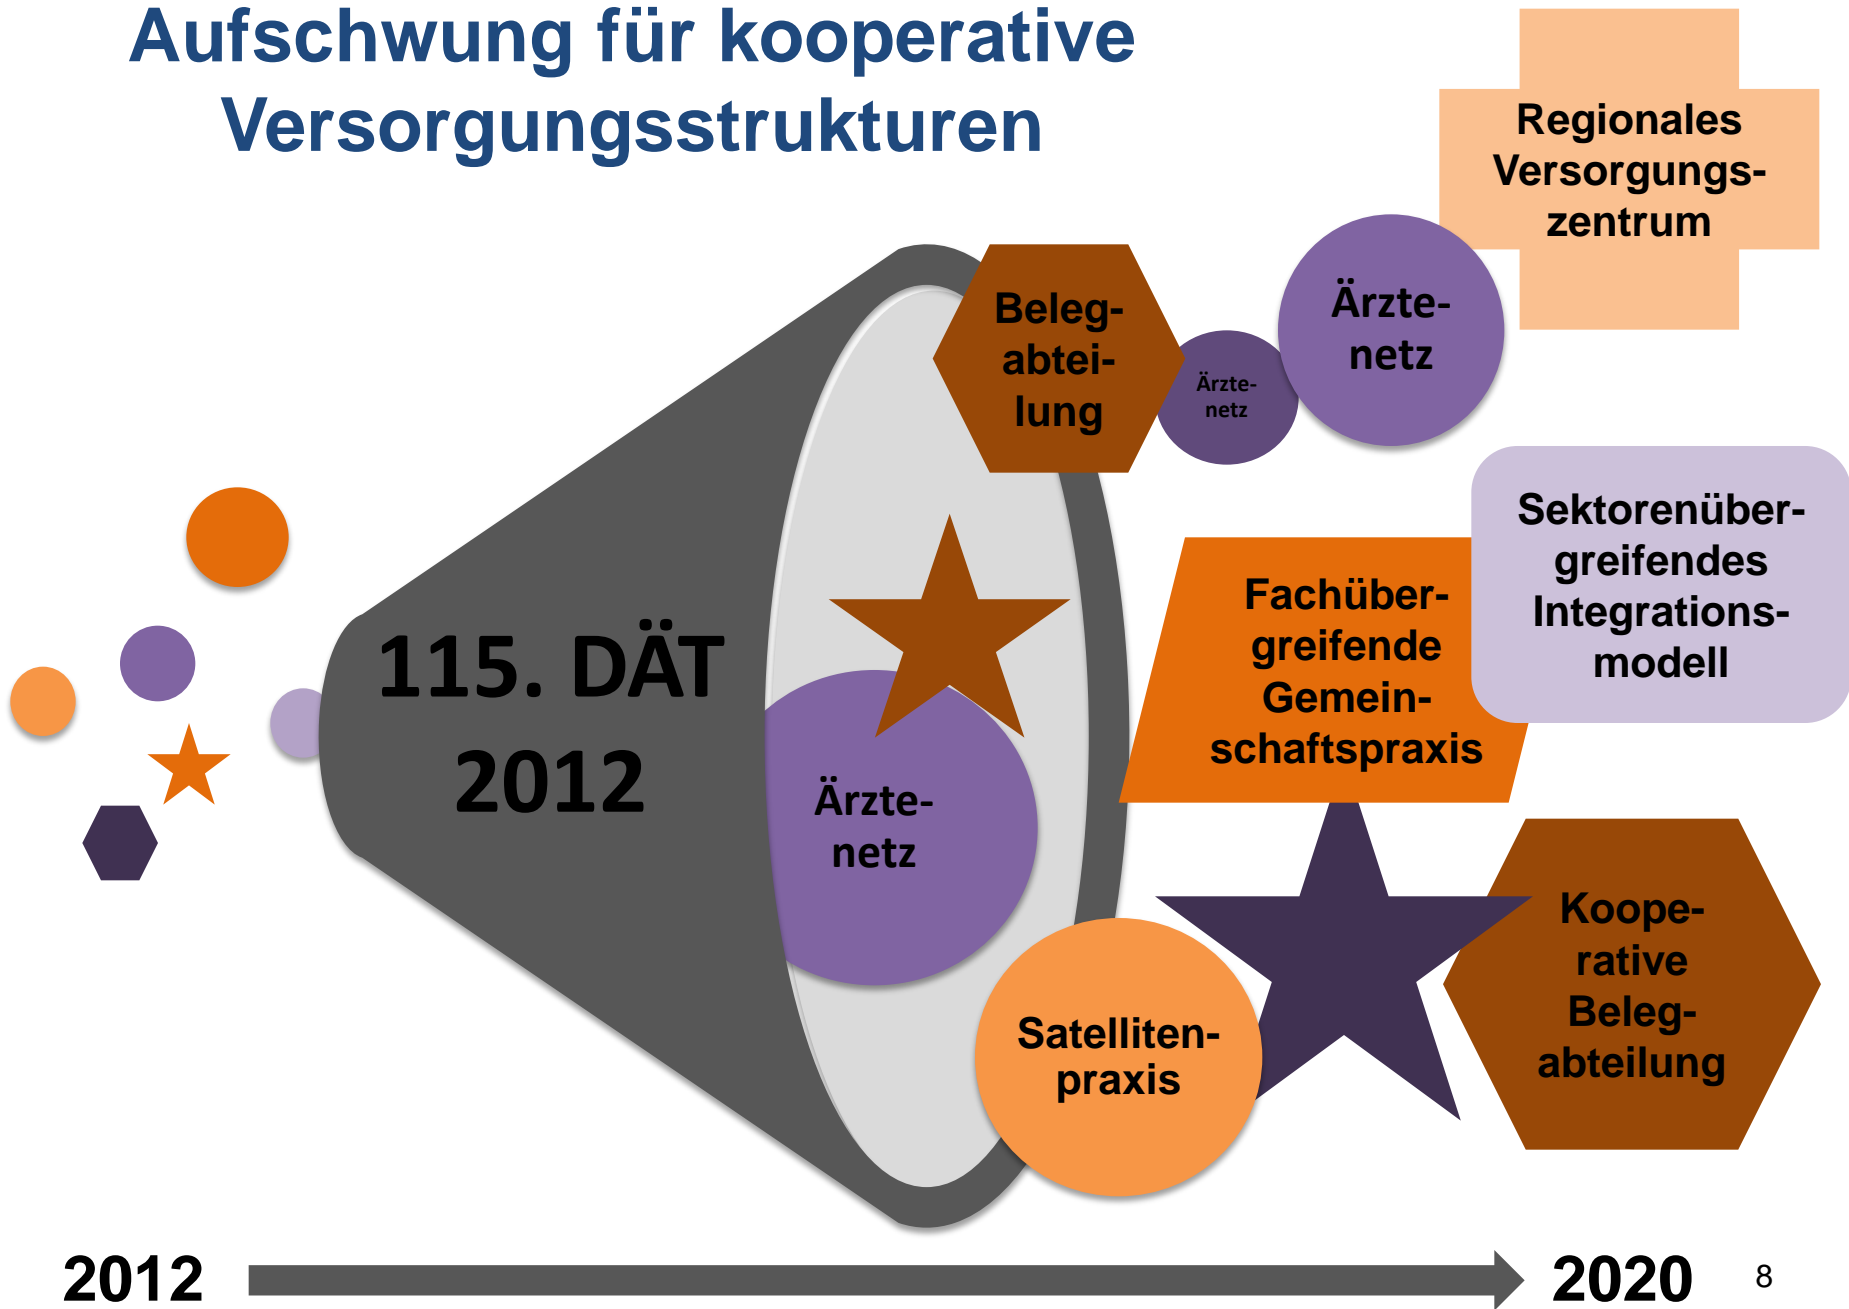 Aufschwung für kooperative
Versorgungsstrukturen
Regionales
Versorgungs-
zentrum
Beleg-
abtei-
lung
Ärzte-
netz
Ärzte-
netz
Sektorenüber-
greifendes
Integrations-
modell
Fachüber-
greifende
Gemein-
schaftspraxis
115. DÄT
2012
Ärzte-
netz
Koope-
rative
Beleg-
abteilung
Satelliten-
praxis
2012
2020
8